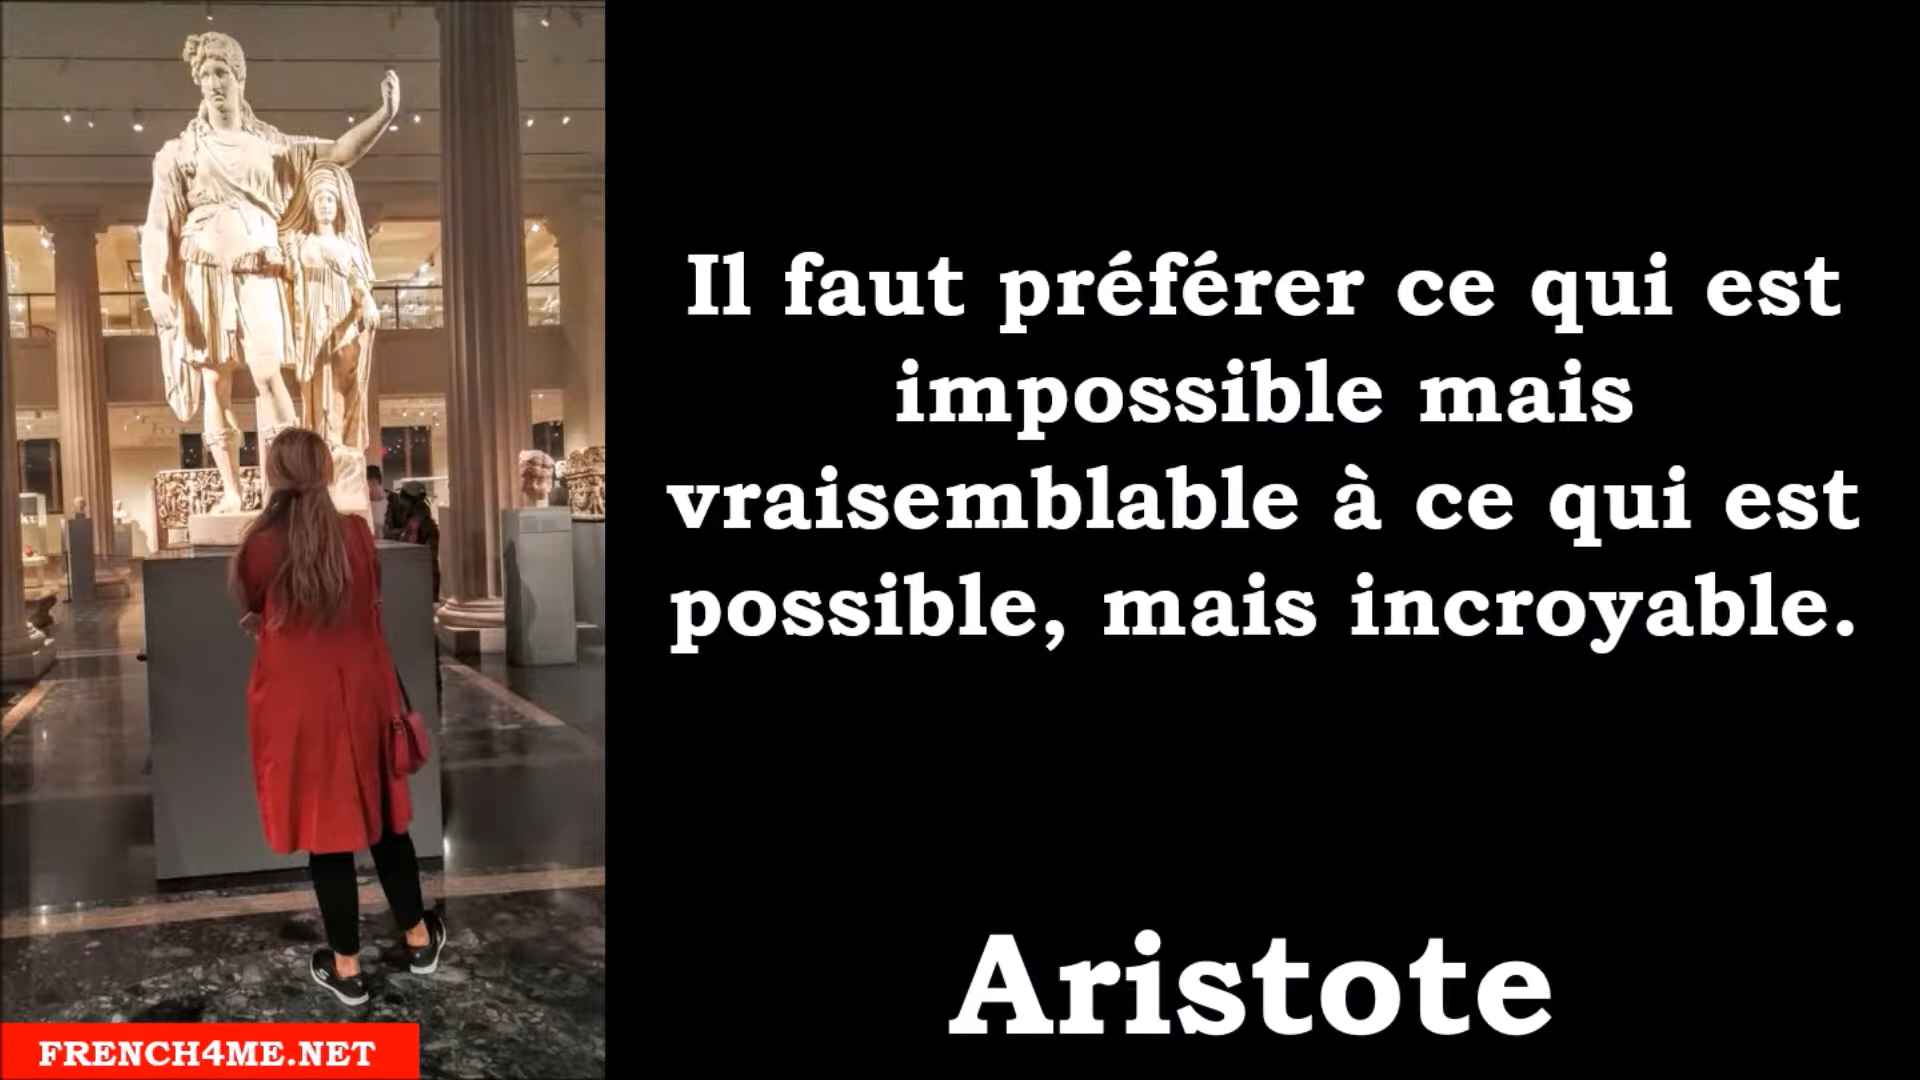 Il faut préférer ce qui est
impossible mais
vraisemblable à ce qui est
possible, mais incroyable.
Aristote
FRENCH4ME.NET